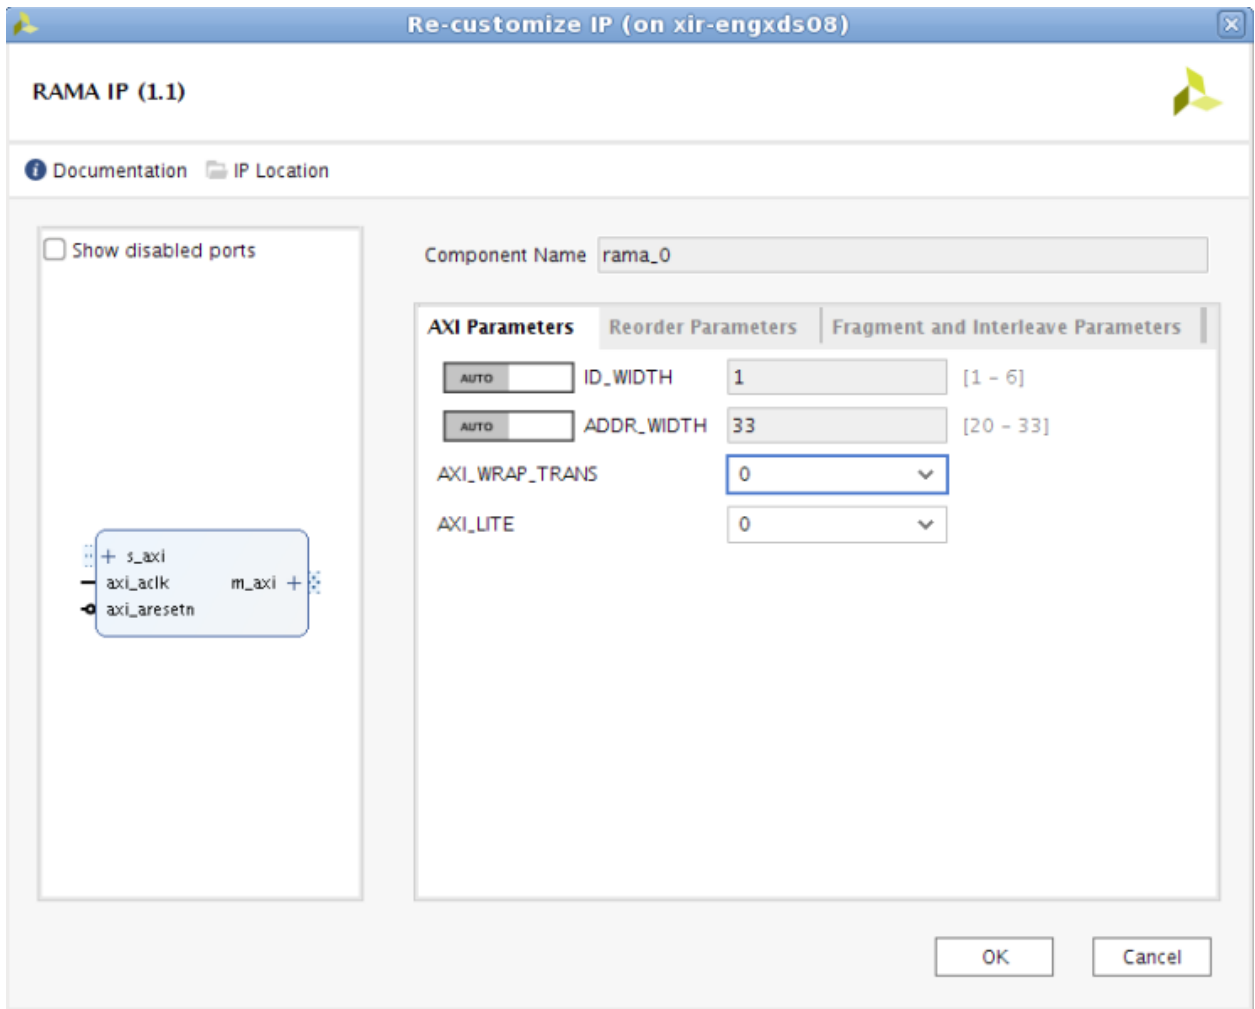 Re-customize IP (on xir-engxds08)
RAMA IP (1.1)
Documentation IP Location
Show disabled ports
s_axi
axi_aclk m_axi
axi_aresetn
Component Name rama_0
AXI Parameters Reorder Parameters Fragment and Interleave Parameters
AUTO ID_WIDTH 1 [1 - 6]
AUTO ADDR_WIDTH 33 [20 - 33]
AXI_WRAP_TRANS 0
AXI_LITE 0
OK Cancel